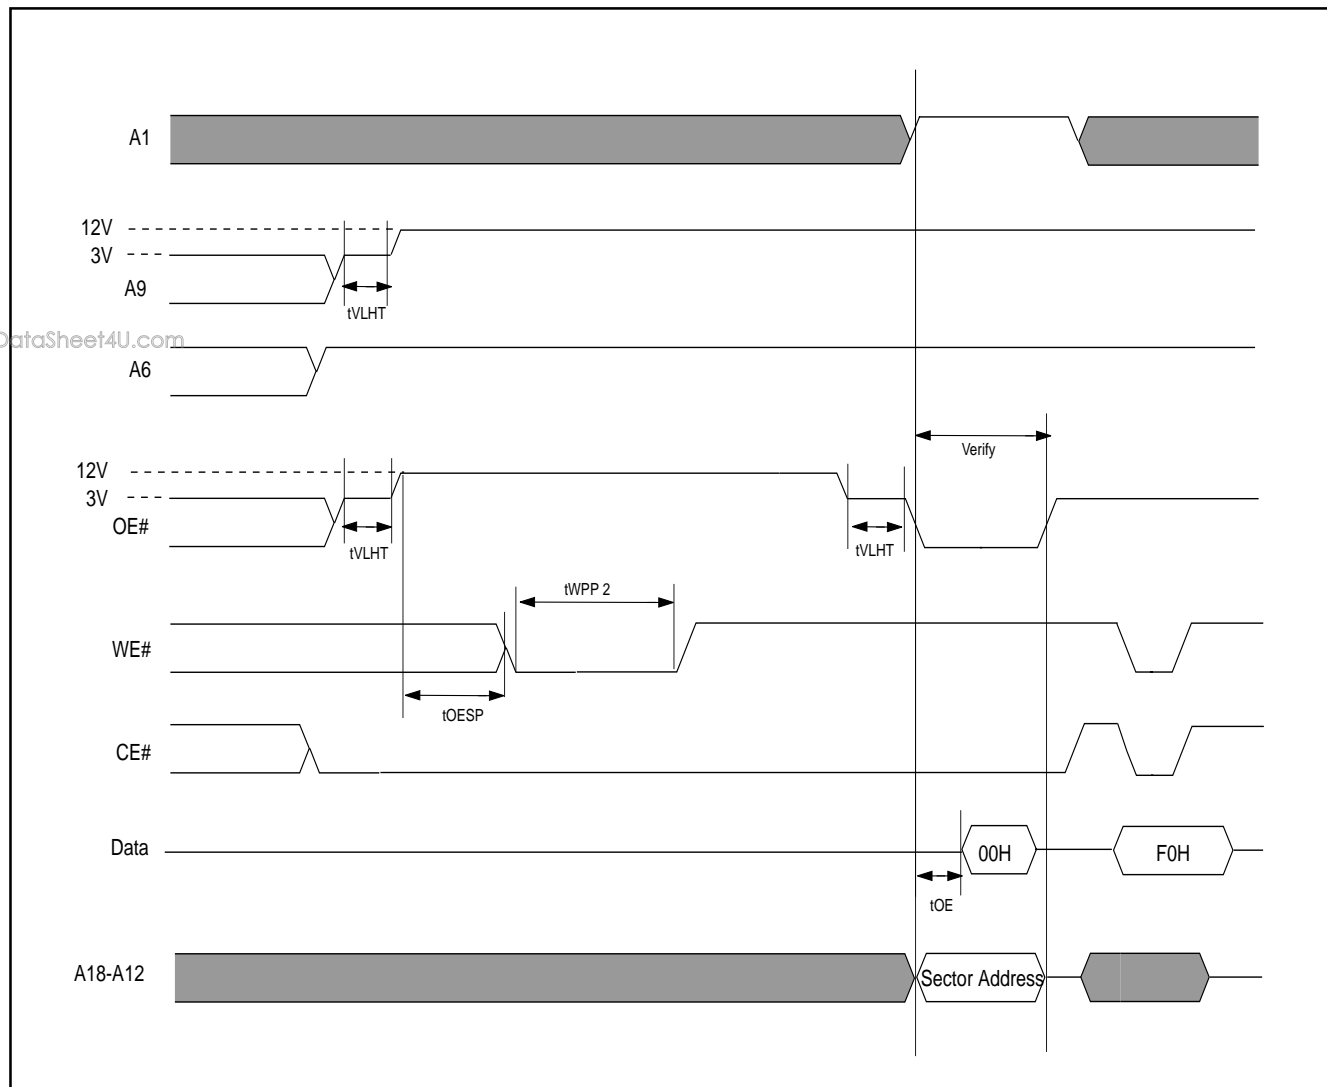 A1
12V
3V
A9
tVLHT
DataSheet4U.com
A6
Verify
12V
3V
OE#
tVLHT
tVLHT
tWPP 2
WE#
tOESP
CE#
Data
00H
F0H
tOE
A18-A12
Sector Address